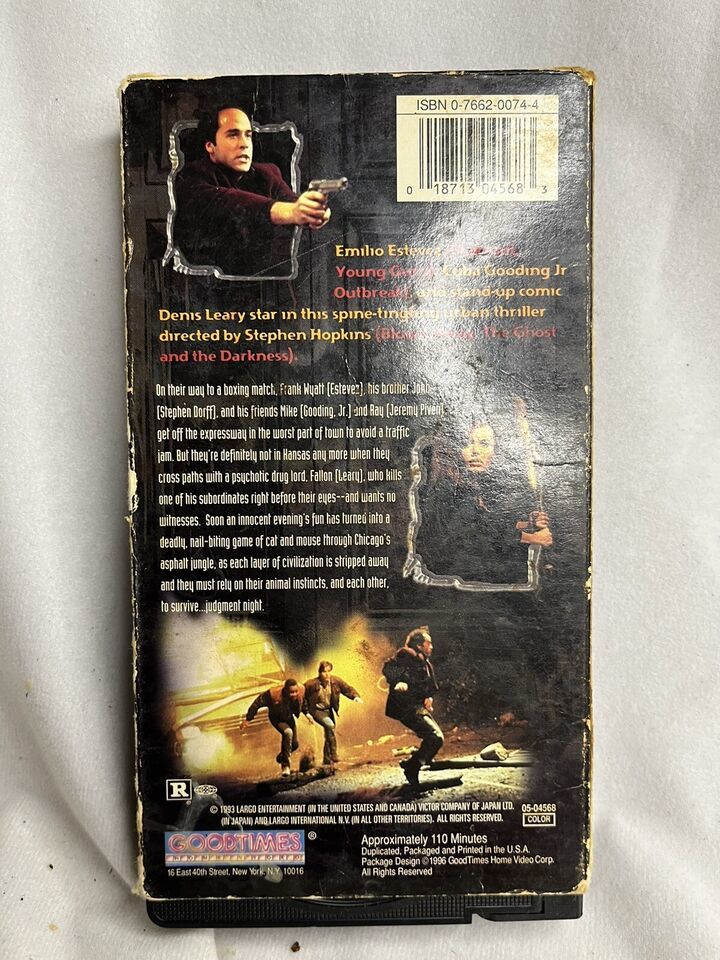 ISBN 0-7662-0074-4
0 18713 04568 3
Emilio Estevez
Young Cuba Gooding Jr
Outbreak and stand-up comic
Denis Leary star in this spine-tingling urban thriller
directed by Stephen Hopkins The Ghost
and the Darkness).
On their way to a boxing match, Frank Wyatt (Estevez), his brother John
(Stephen Dorff), and his friends Mike (Gooding, Jr.) and Ray (Jeremy Piven)
get off the expressway in the worst part of town to avoid a traffic
jam. But they're definitely not in Kansas any more when they
cross paths with a psychotic drug lord, Fallon (Leary), who kills
one of his subordinates right before their eyes--and wants no
witnesses. Soon an innocent evening's fun has turned into a
deadly, nail-biting game of cat and mouse through Chicago's
asphalt jungle, as each layer of civilization is stripped away
and they must rely on their animal instincts, and each other,
to survive...judgment night.
R
© 1993 LARGO ENTERTAINMENT (IN THE UNITED STATES AND CANADA) VICTOR COMPANY OF JAPAN LTD.
(IN JAPAN) AND LARGO INTERNATIONAL N.V. (IN ALL OTHER TERRITORIES). ALL RIGHTS RESERVED.
05-04568
COLOR
GOODTIMES ®
16 East 40th Street, New York, N.Y. 10016
Approximately 110 Minutes
Duplicated, Packaged and Printed in the U.S.A.
Package Design © 1996 GoodTimes Home Video Corp.
All Rights Reserved